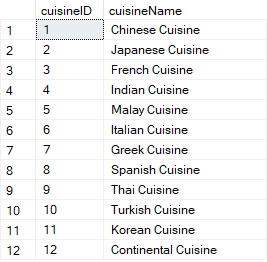 cuisineID cuisineName
1 1 Chinese Cuisine
2 2 Japanese Cuisine
3 3 French Cuisine
4 4 Indian Cuisine
5 5 Malay Cuisine
6 6 Italian Cuisine
7 7 Greek Cuisine
8 8 Spanish Cuisine
9 9 Thai Cuisine
10 10 Turkish Cuisine
11 11 Korean Cuisine
12 12 Continental Cuisine